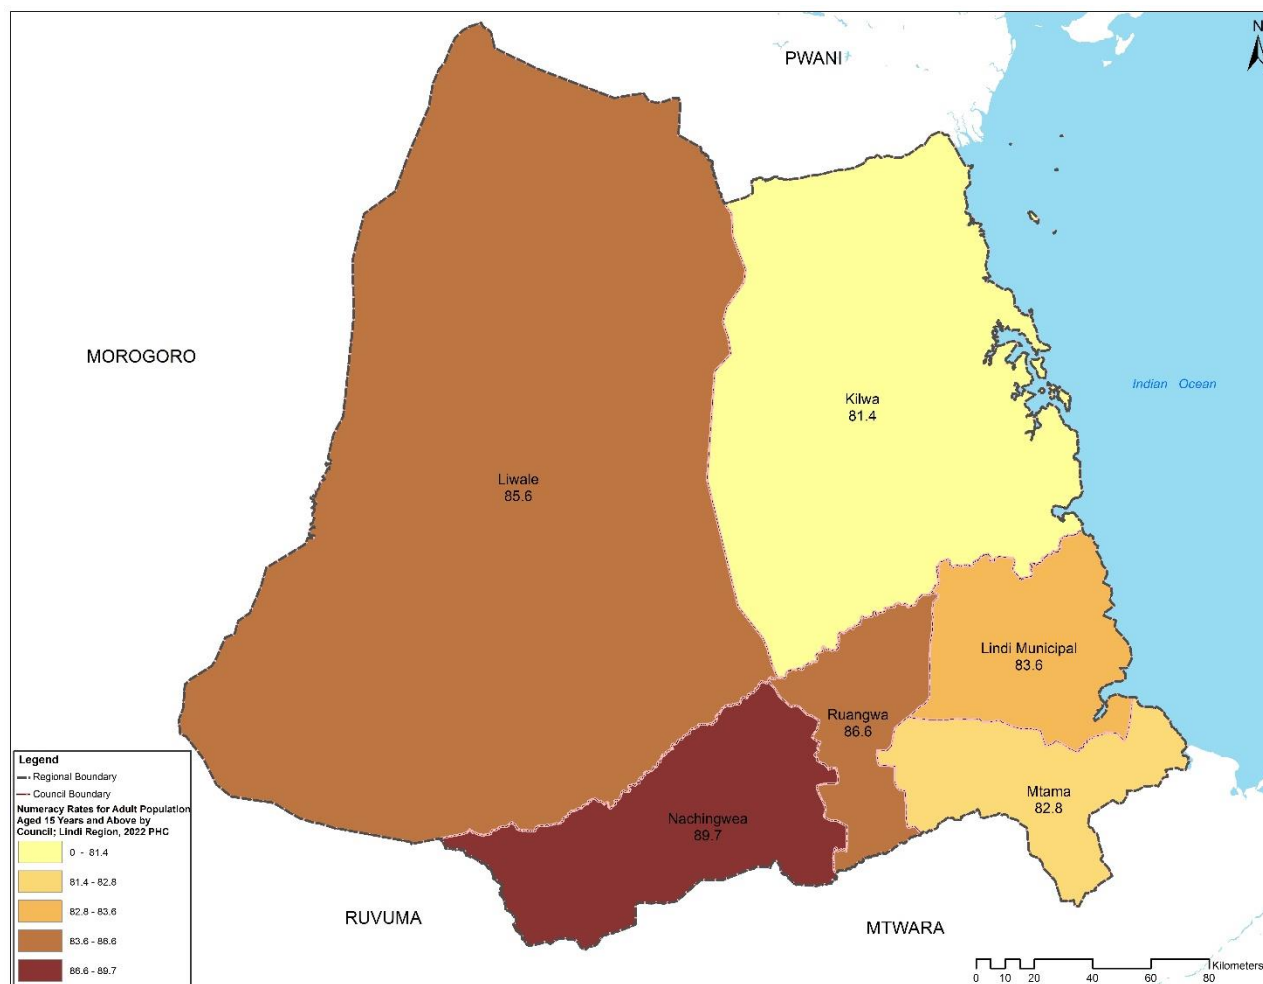 N
PWANI
MOROGORO
Indian Ocean
Kilwa
81.4
Liwale
85.6
Lindi Municipal
83.6
Ruangwa
86.6
Mtama
82.8
Nachingwea
89.7
RUVUMA
MTWARA
Legend
Regional Boundary
Council Boundary
Numeracy Rates for Adult Population
Aged 15 Years and Above by
Council; Lindi Region, 2022 PHC
0 - 81.4
81.4 - 82.8
82.8 - 83.6
83.6 - 86.6
86.6 - 89.7
Kilometers
0 10 20 40 60 80